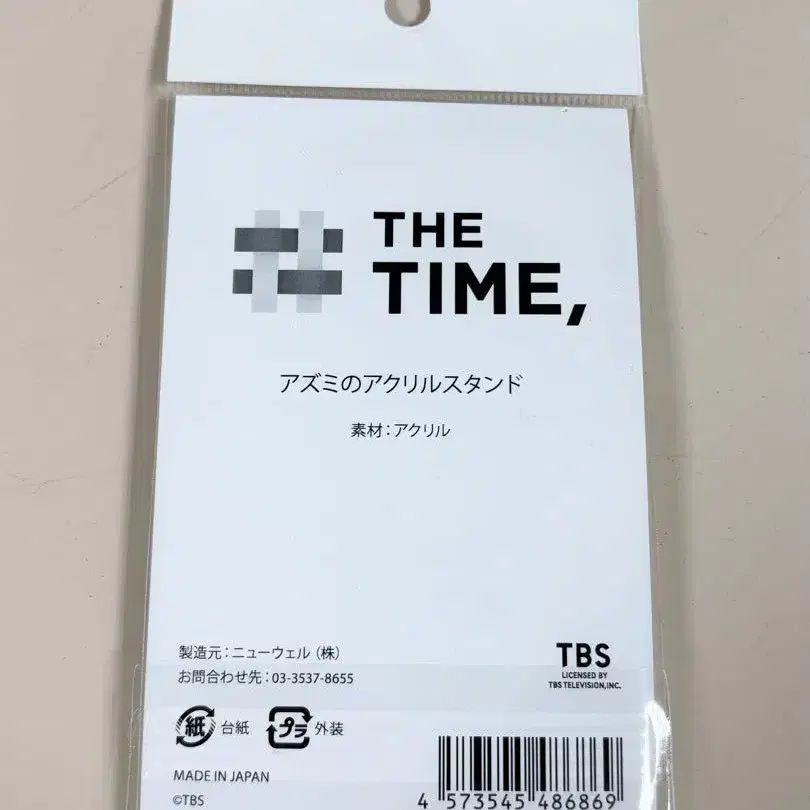 THE
TIME,
アズミのアクリルスタンド
素材：アクリル
製造元：ニューウェル（株）
お問合わせ先：03-3537-8655
TBS
LICENSED BY
TBS TELEVISION,INC.
紙 台紙 プラ 外装
MADE IN JAPAN
©TBS
4 573545 486869